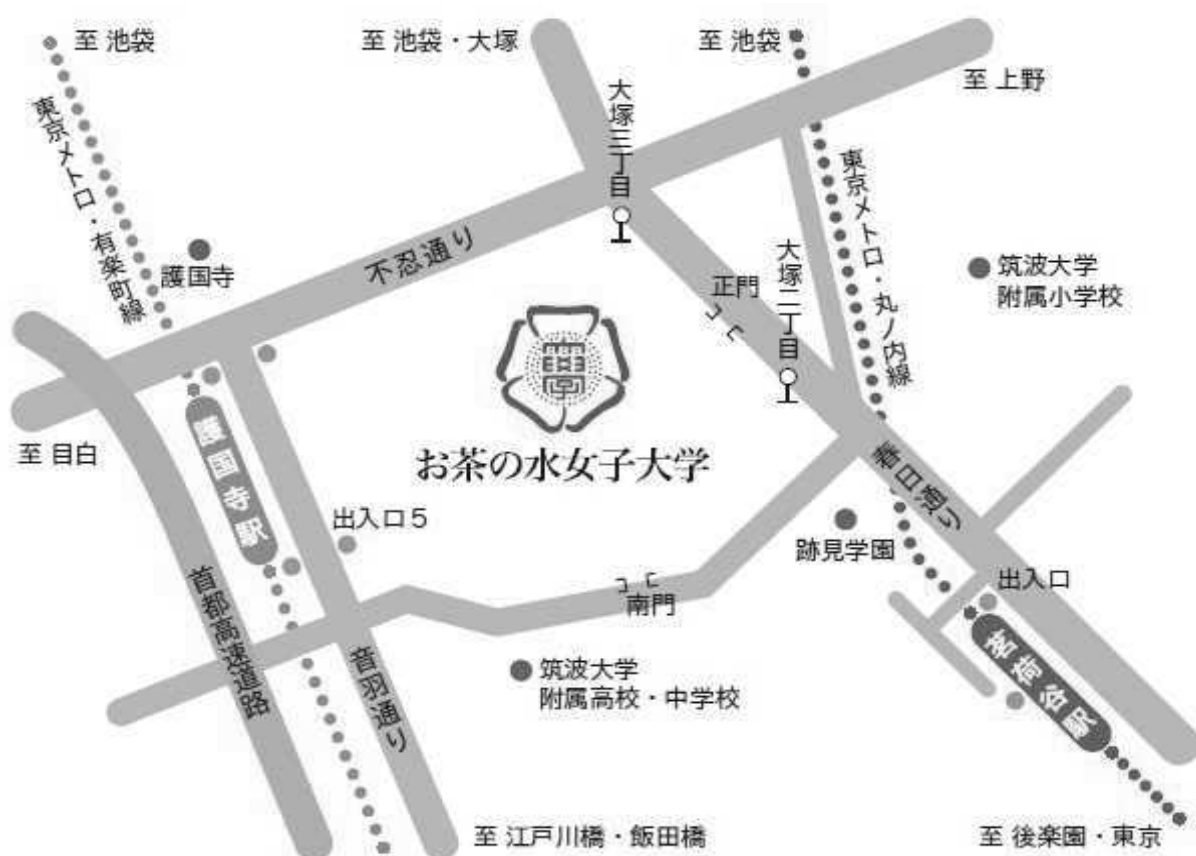 至 池袋
至 池袋・大塚
至 池袋
至 上野
東京メトロ・有楽町線
大塚三丁目
東京メトロ・丸ノ内線
護国寺
不忍通り
正門
大塚二丁目
筑波大学
附属小学校
至 目白
護国寺駅
お茶の水女子大学
春日通り
出入口5
跡見学園
首都高速道路
南門
出入口
音羽通り
筑波大学
附属高校・中学校
茗荷谷駅
至 江戸川橋・飯田橋
至 後楽園・東京